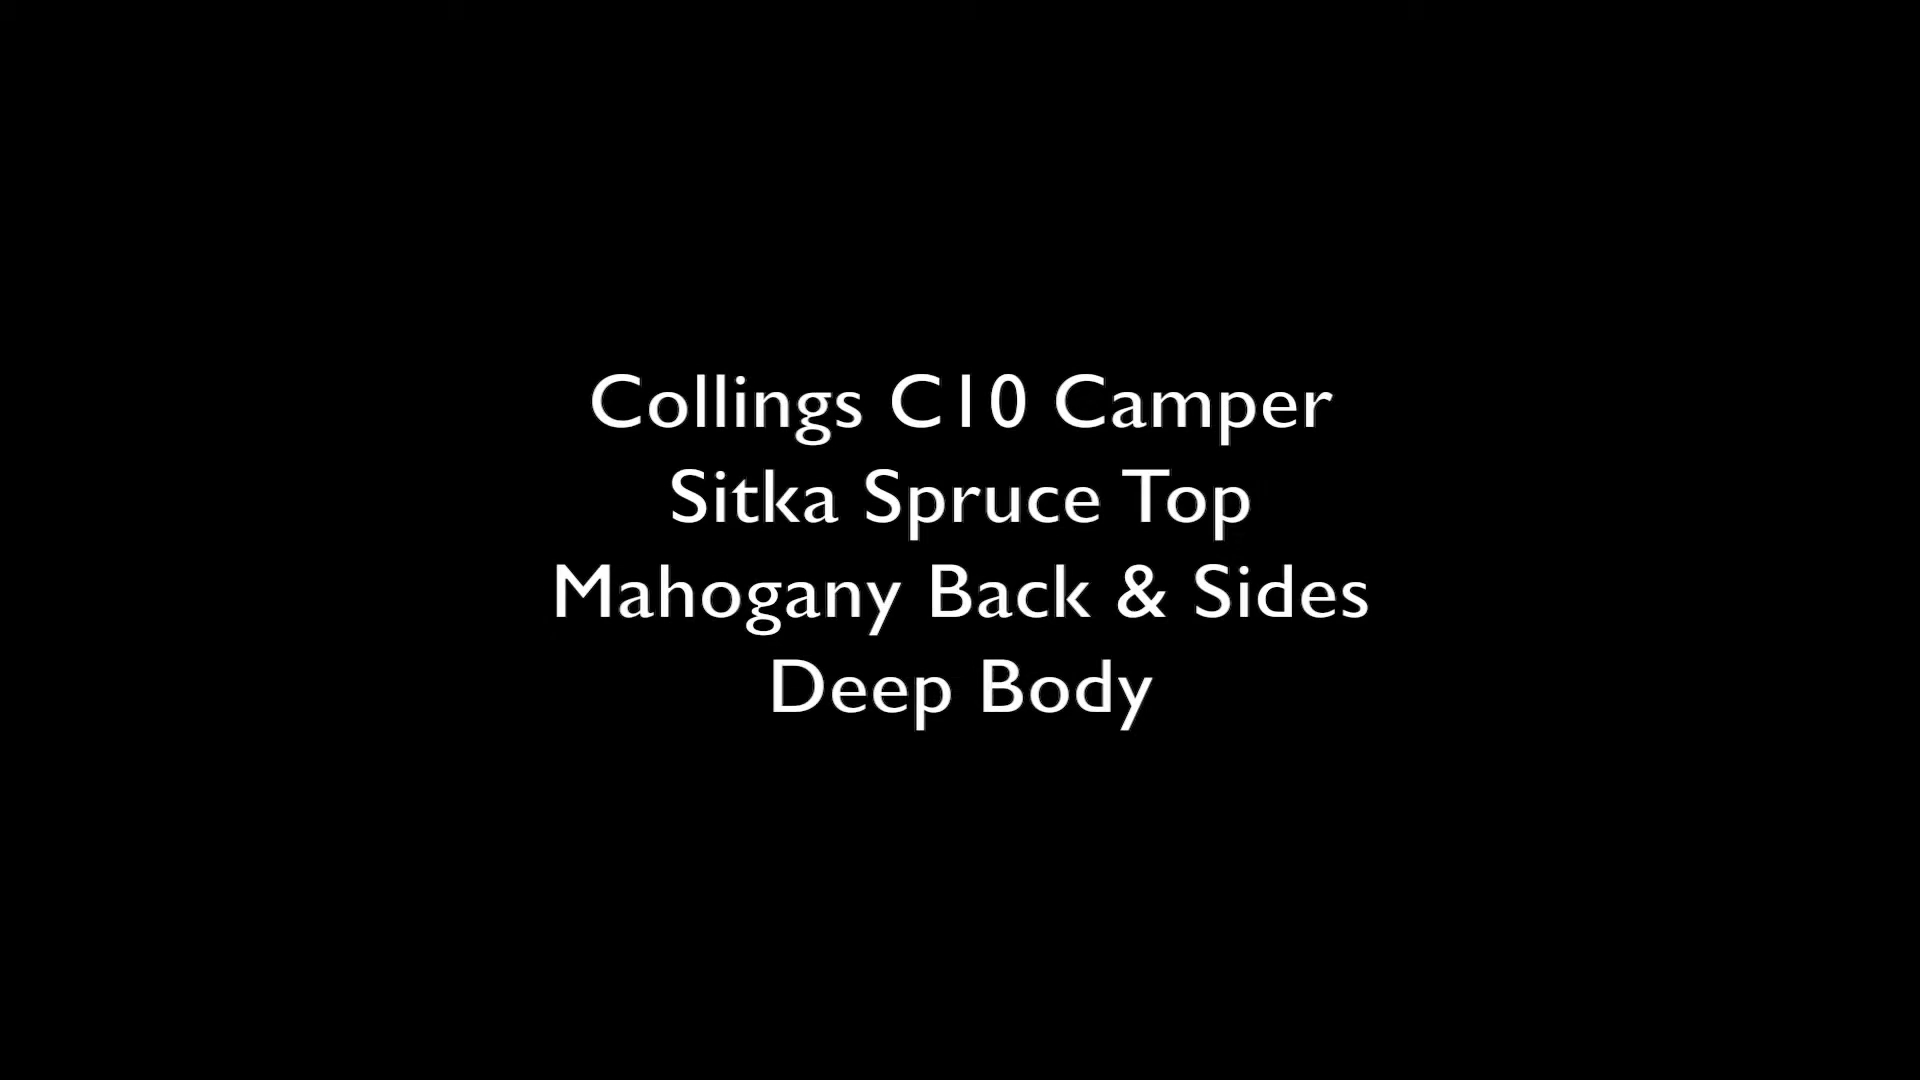 Collings C10 Camper
Sitka Spruce Top
Mahogany Back & Sides
Deep Body